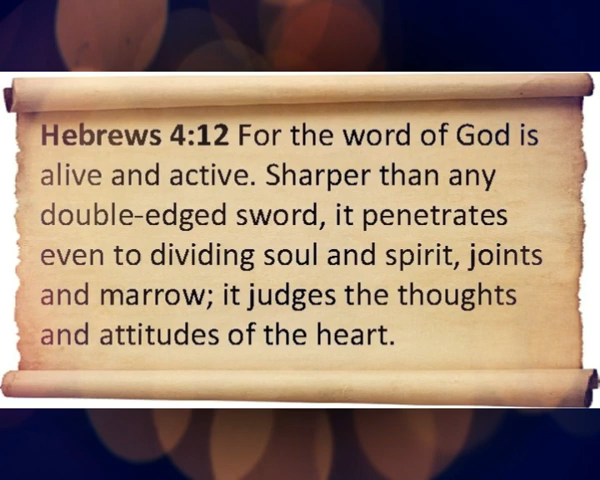 Hebrews 4:12 For the word of God is
alive and active. Sharper than any
double-edged sword, it penetrates
even to dividing soul and spirit, joints
and marrow; it judges the thoughts
and attitudes of the heart.